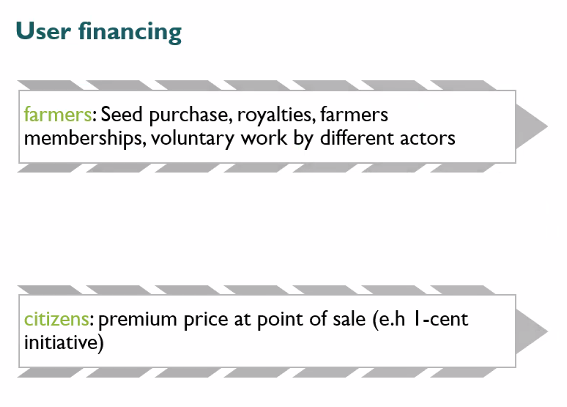 User financing
farmers: Seed purchase, royalties, farmers
memberships, voluntary work by different actors
citizens: premium price at point of sale (e.h 1-cent
initiative)